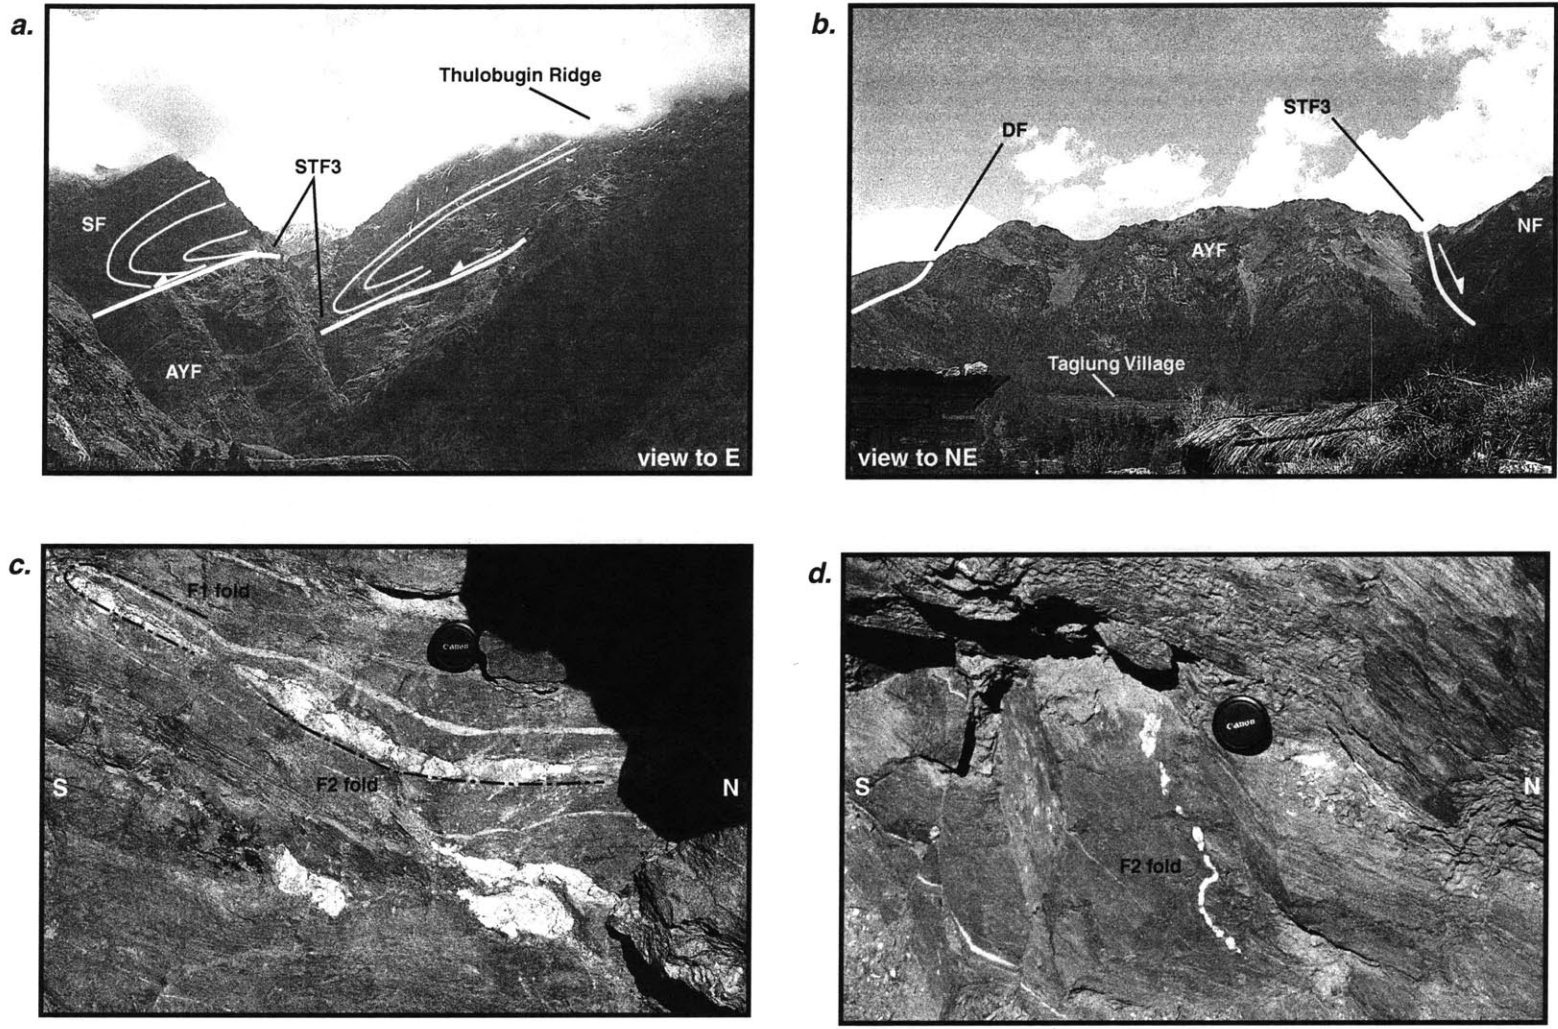 a.
Thulobugin Ridge
STF3
SF
AYF
view to E
b.
STF3
DF
NF
AYF
Taglung Village
view to NE
c.
F1 fold
Canon
S
N
F2 fold
d.
Canon
S
N
F2 fold